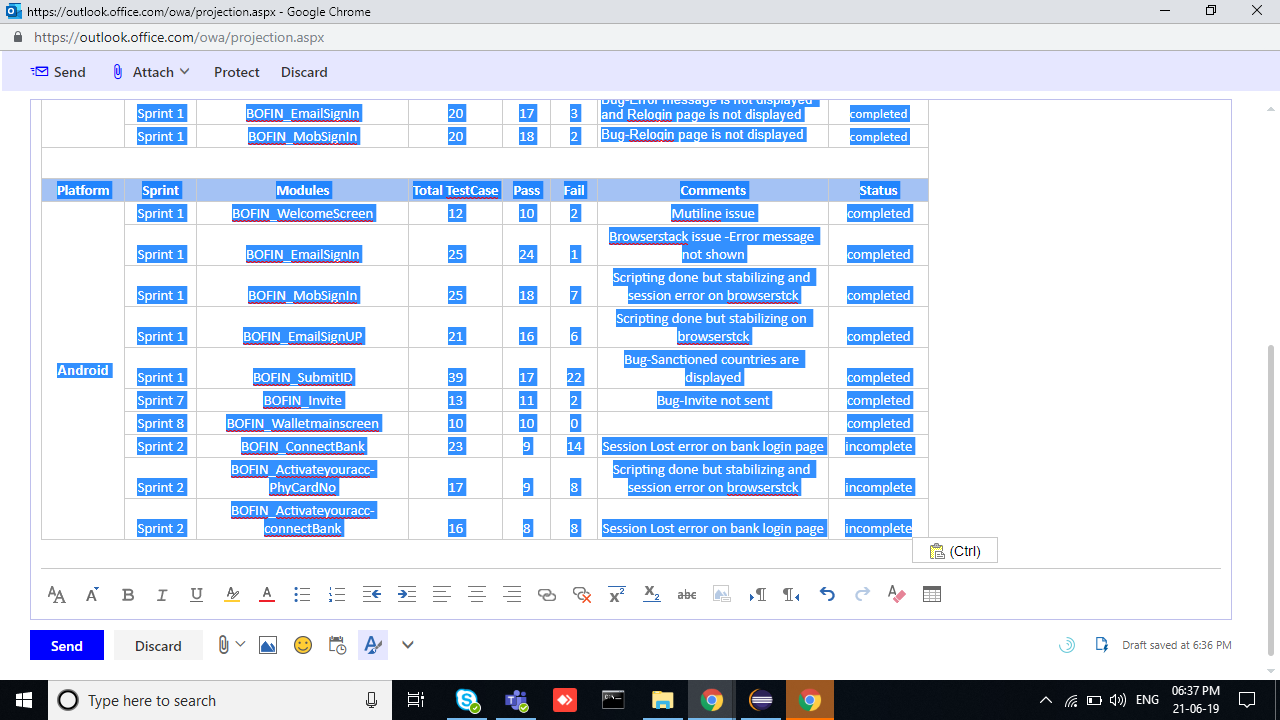 https://outlook.office.com/owa/projection.aspx - Google Chrome
https://outlook.office.com/owa/projection.aspx
Send Attach Protect Discard
Bug-Error message is not displayed
Sprint 1 BOFIN_EmailSignIn 20 17 3 and Relogin page is not displayed completed
Sprint 1 BOFIN_MobSignIn 20 18 2 Bug-Relogin page is not displayed completed
Platform Sprint Modules Total TestCase Pass Fail Comments Status
Sprint 1 BOFIN_WelcomeScreen 12 10 2 Mutiline issue completed
Browserstack issue -Error message
Sprint 1 BOFIN_EmailSignIn 25 24 1 not shown completed
Scripting done but stabilizing and
Sprint 1 BOFIN_MobSignIn 25 18 7 session error on browserstck completed
Scripting done but stabilizing on
Sprint 1 BOFIN_EmailSignUP 21 16 6 browserstck completed
Bug-Sanctioned countries are
Android
Sprint 1 BOFIN_SubmitID 39 17 22 displayed completed
Sprint 7 BOFIN_Invite 13 11 2 Bug-Invite not sent completed
Sprint 8 BOFIN_Walletmainscreen 10 10 0 completed
Sprint 2 BOFIN_ConnectBank 23 9 14 Session Lost error on bank login page incomplete
BOFIN_Activateyouracc- Scripting done but stabilizing and
Sprint 2 PhyCardNo 17 9 8 session error on browserstck incomplete
BOFIN_Activateyouracc-
Sprint 2 connectBank 16 8 8 Session Lost error on bank login page incomplete
(Ctrl)
Send Discard Draft saved at 6:36 PM
Type here to search ENG 06:37 PM
21-06-19